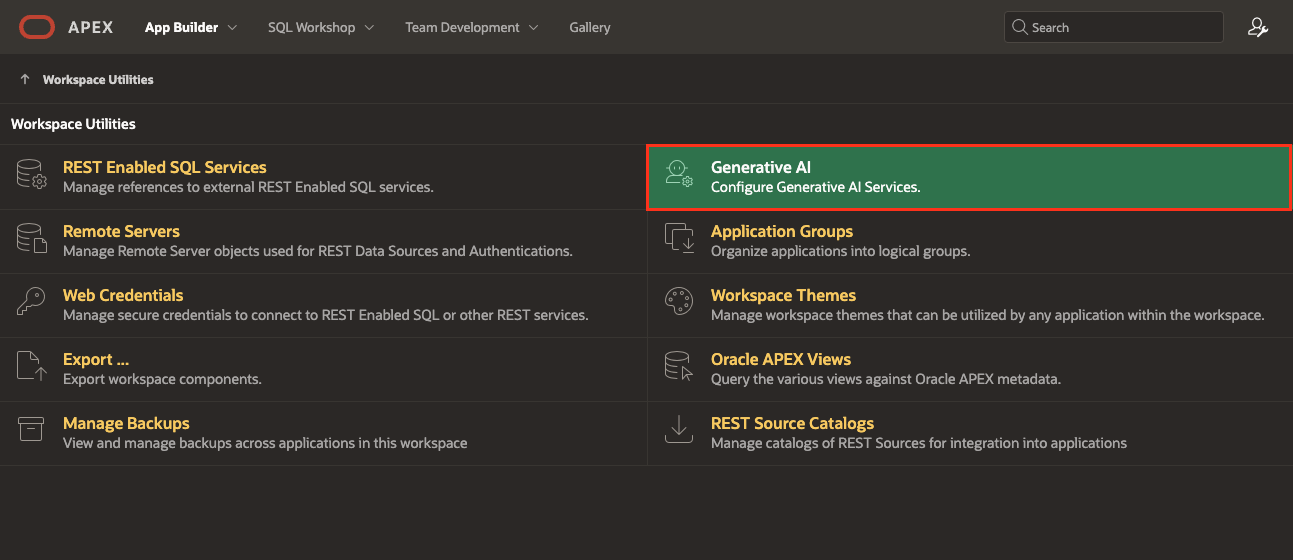 APEX
App Builder
SQL Workshop
Team Development
Gallery
Search
Workspace Utilities
Workspace Utilities
REST Enabled SQL Services
Manage references to external REST Enabled SQL services.
Generative AI
Configure Generative AI Services.
Remote Servers
Manage Remote Server objects used for REST Data Sources and Authentications.
Application Groups
Organize applications into logical groups.
Web Credentials
Manage secure credentials to connect to REST Enabled SQL or other REST services.
Workspace Themes
Manage workspace themes that can be utilized by any application within the workspace.
Export ...
Export workspace components.
Oracle APEX Views
Query the various views against Oracle APEX metadata.
Manage Backups
View and manage backups across applications in this workspace
REST Source Catalogs
Manage catalogs of REST Sources for integration into applications